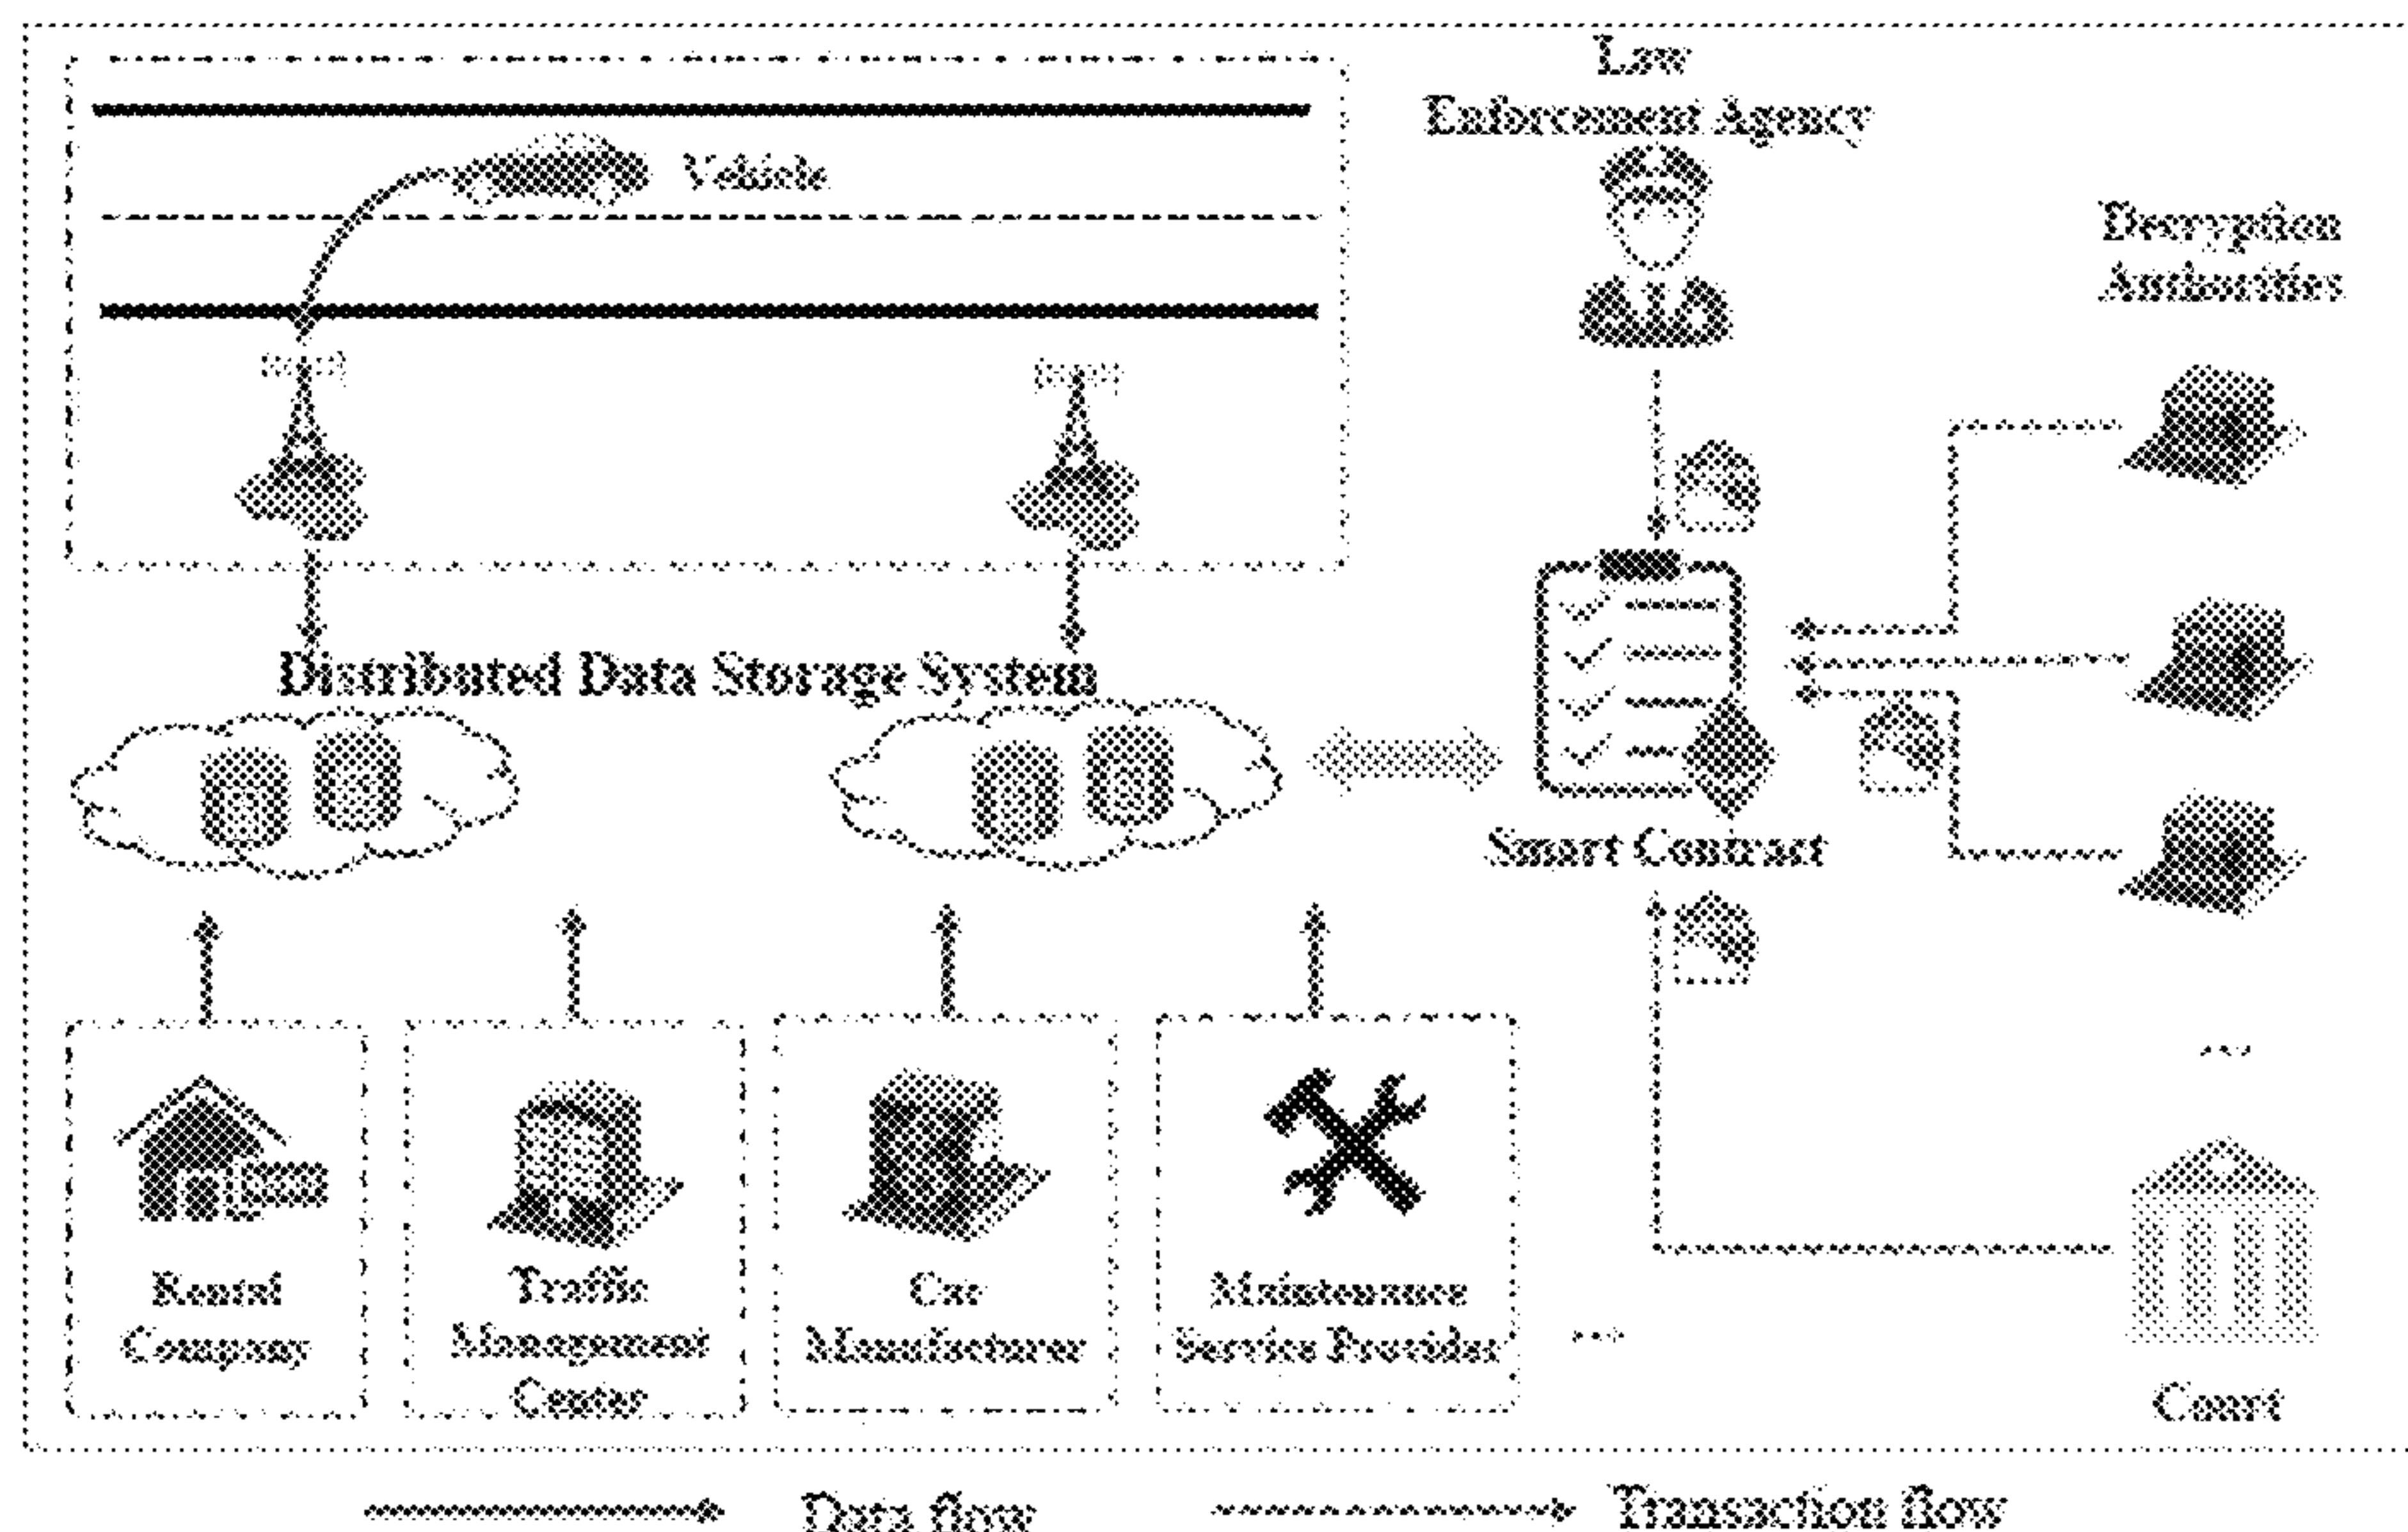 Law
Enforcement Agency
Vehicle
Decryption
Authorities
Distributed Data Storage System
Smart Contract
...
Rental
Company
Traffic
Management
Center
Car
Manufacturer
Maintenance
Service Provider
...
Court
Data flow
Transaction flow